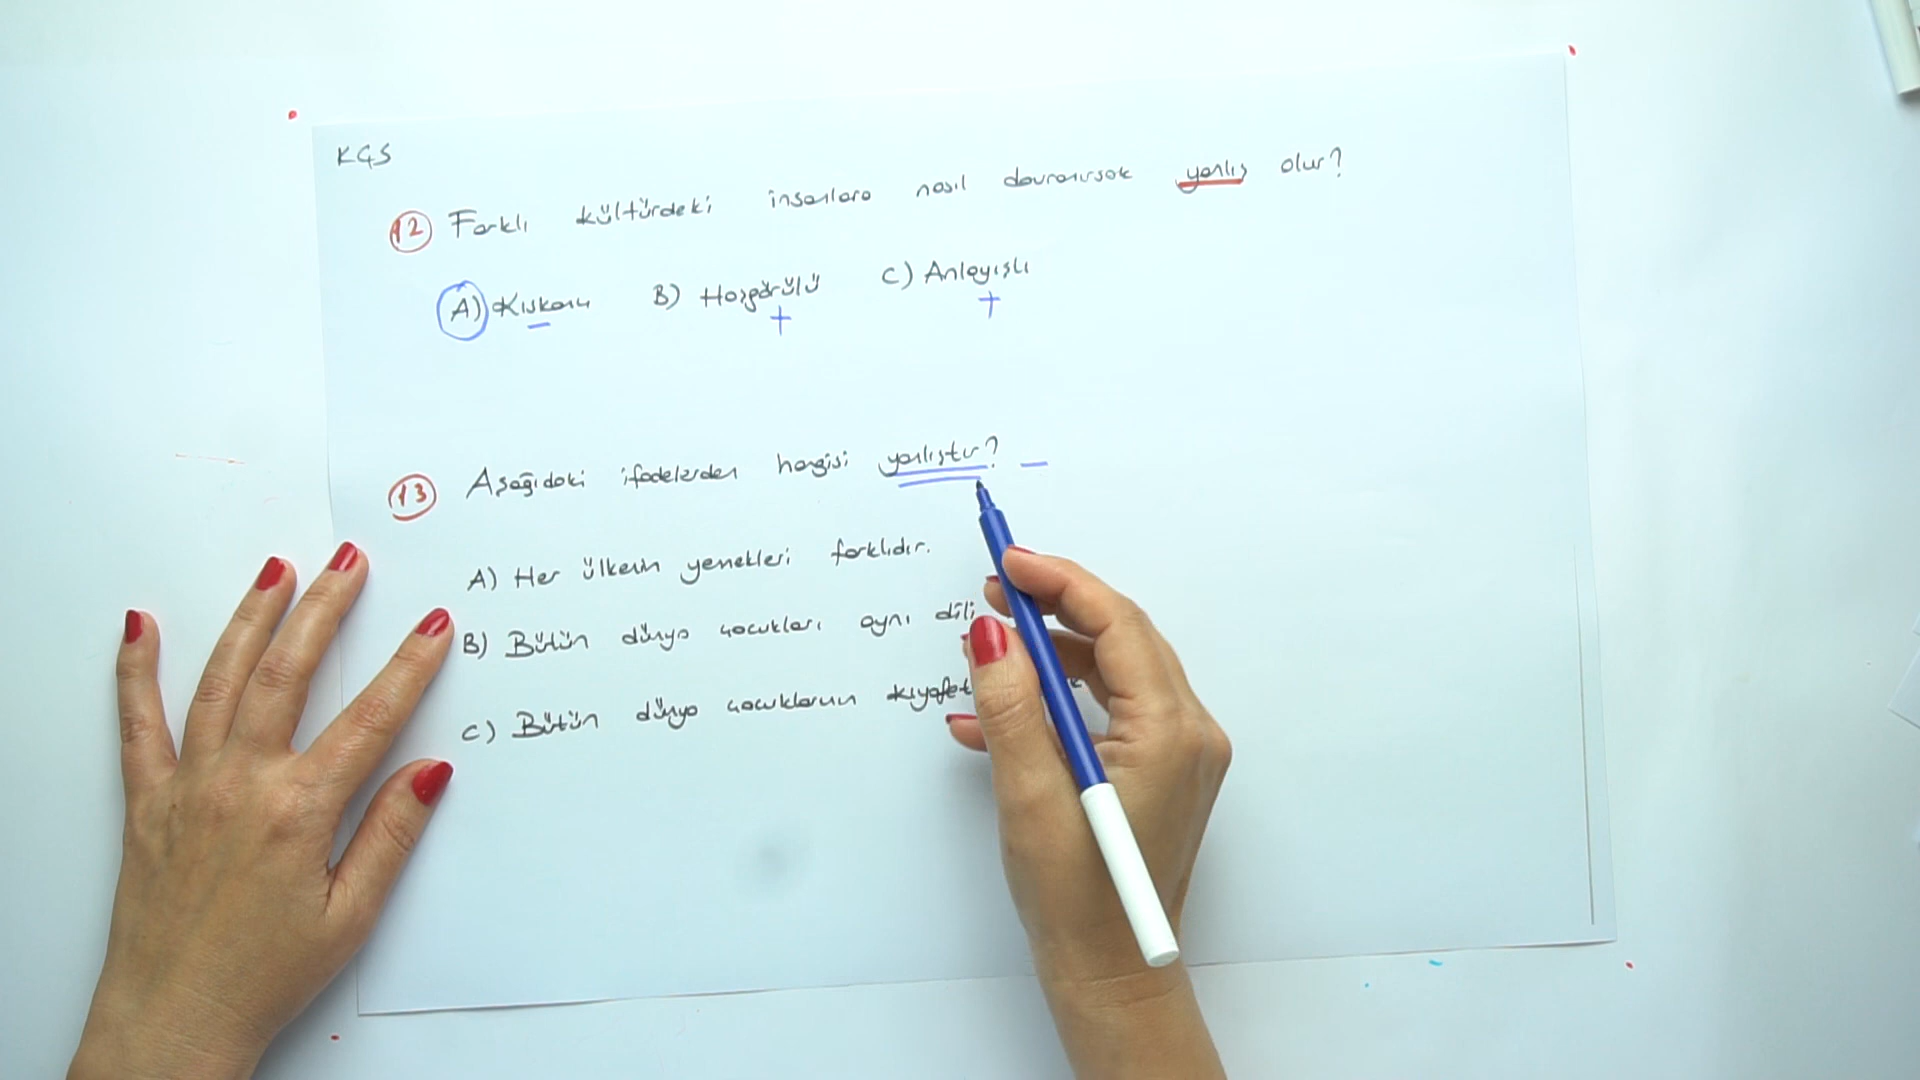 KGS
12 Farklı kültürdeki insanlara nasıl davranırsak yanlış olur?
A) Kıskanç B) Hoşgörülü C) Anlayışlı
13 Aşağıdaki ifadelerden hangisi yanlıştır?
A) Her ülkenin yemekleri farklıdır.
B) Bütün dünya çocukları aynı dili
C) Bütün dünya çocuklarının kıyafet